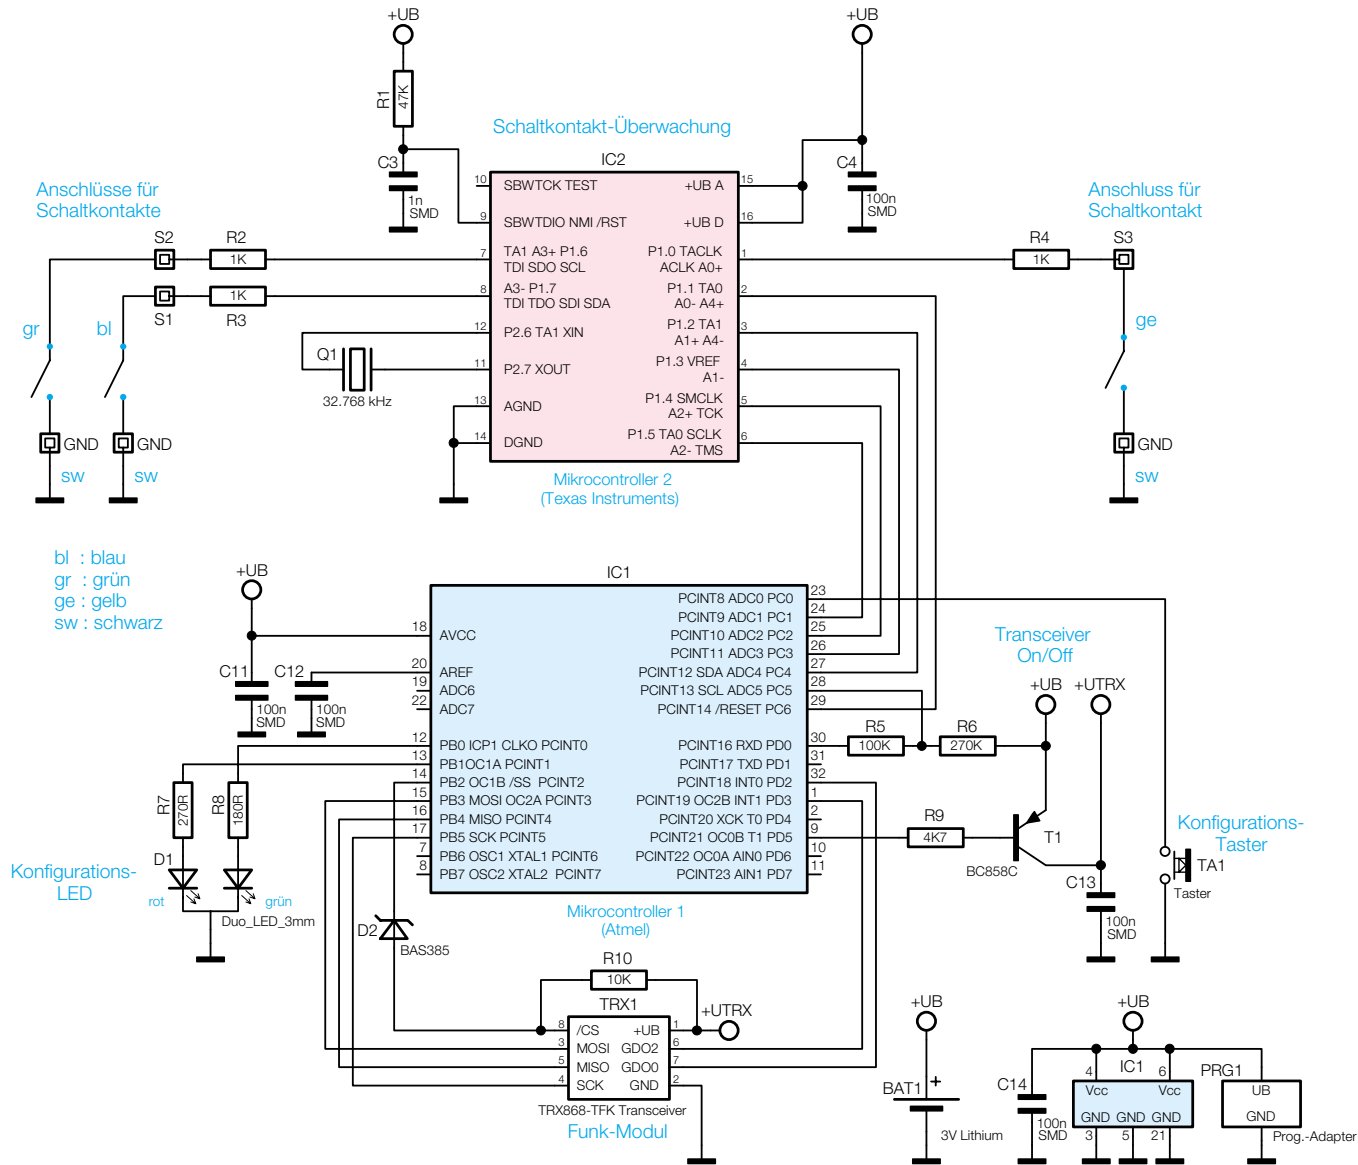 +UB
+UB
R1
47K
Schaltkontakt-Überwachung
C3
1n
SMD
C4
100n
SMD
IC2
10 SBWTCK TEST +UB A 15
9 SBWTDIO NMI /RST +UB D 16
7 TA1 A3+ P1.6 P1.0 TACLK 1
TDI SDO SCL ACLK A0+
8 A3- P1.7 P1.1 TA0 2
TDI TDO SDI SDA A0- A4+
12 P2.6 TA1 XIN P1.2 TA1 3
A1+ A4-
11 P2.7 XOUT P1.3 VREF 4
A1-
13 AGND P1.4 SMCLK 5
A2+ TCK
14 DGND P1.5 TA0 SCLK 6
A2- TMS
Mikrocontroller 2
(Texas Instruments)
Anschlüsse für
Schaltkontakte
S2
R2
1K
S1
1K
R3
gr
bl
GND
GND
sw
sw
Q1
32.768 kHz
Anschluss für
Schaltkontakt
R4
1K
S3
ge
GND
sw
bl : blau
gr : grün
ge : gelb
sw : schwarz
+UB
C11
100n
SMD
C12
100n
SMD
IC1
PCINT8 ADC0 PC0 23
PCINT9 ADC1 PC1 24
18 AVCC PCINT10 ADC2 PC2 25
PCINT11 ADC3 PC3 26
20 AREF PCINT12 SDA ADC4 PC4 27
19 ADC6 PCINT13 SCL ADC5 PC5 28
22 ADC7 PCINT14 /RESET PC6 29
12 PB0 ICP1 CLKO PCINT0 PCINT16 RXD PD0 30
13 PB1OC1A PCINT1 PCINT17 TXD PD1 31
14 PB2 OC1B /SS PCINT2 PCINT18 INT0 PD2 32
15 PB3 MOSI OC2A PCINT3 PCINT19 OC2B INT1 PD3 1
16 PB4 MISO PCINT4 PCINT20 XCK T0 PD4 2
17 PB5 SCK PCINT5 PCINT21 OC0B T1 PD5 9
7 PB6 OSC1 XTAL1 PCINT6 PCINT22 OC0A AIN0 PD6 10
8 PB7 OSC2 XTAL2 PCINT7 PCINT23 AIN1 PD7 11
Mikrocontroller 1
(Atmel)
Transceiver
On/Off
+UB
+UTRX
R5
100K
R6
270K
R9
4K7
T1
BC858C
C13
100n
SMD
Konfigurations-
Taster
TA1
Taster
R7
270R
R8
180R
D1
Konfigurations-
LED
rot
grün
Duo_LED_3mm
D2
BAS385
R10
10K
TRX1
+UTRX
8 /CS +UB 1
3 MOSI GDO2 6
5 MISO GDO0 7
4 SCK GND 2
TRX868-TFK Transceiver
Funk-Modul
+UB
BAT1
+
3V Lithium
+UB
C14
100n
SMD
IC1
4 6
Vcc Vcc
GND GND GND
3 5 21
PRG1
UB
GND
Prog.-Adapter